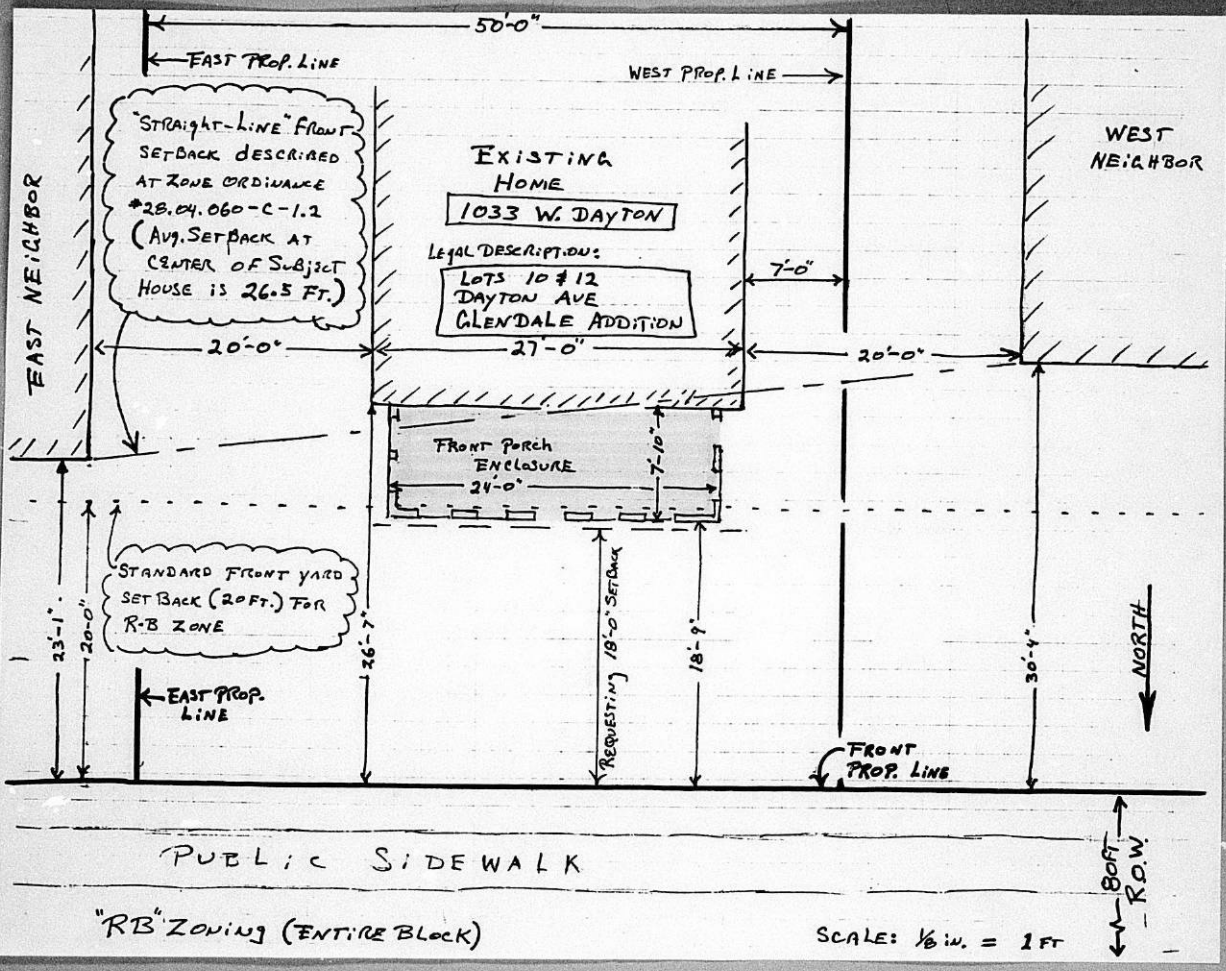 50'-0"
EAST PROP. LINE
WEST PROP. LINE
"STRAIGHT-LINE" FRONT
SETBACK DESCRIBED
AT ZONE ORDINANCE
#28.04.060-C-1.2
(AVG. SETBACK AT
CENTER OF SUBJECT
HOUSE IS 26.5 FT.)
EXISTING
HOME
1033 W. DAYTON
LEGAL DESCRIPTION:
LOTS 10 & 12
DAYTON AVE
GLENDALE ADDITION
WEST
NEIGHBOR
EAST NEIGHBOR
7'-0"
20'-0"
27'-0"
20'-0"
FRONT PORCH
ENCLOSURE
24'-0"
7'-10"
STANDARD FRONT YARD
SETBACK (20 FT.) FOR
R-B ZONE
23'-1"
20'-0"
26'-7"
REQUESTING 18'-0" SETBACK
18'-9"
30'-4"
NORTH
EAST PROP.
LINE
FRONT
PROP. LINE
PUBLIC SIDEWALK
80FT
R.O.W.
"RB" ZONING (ENTIRE BLOCK)
SCALE: 1/8 IN. = 1 FT